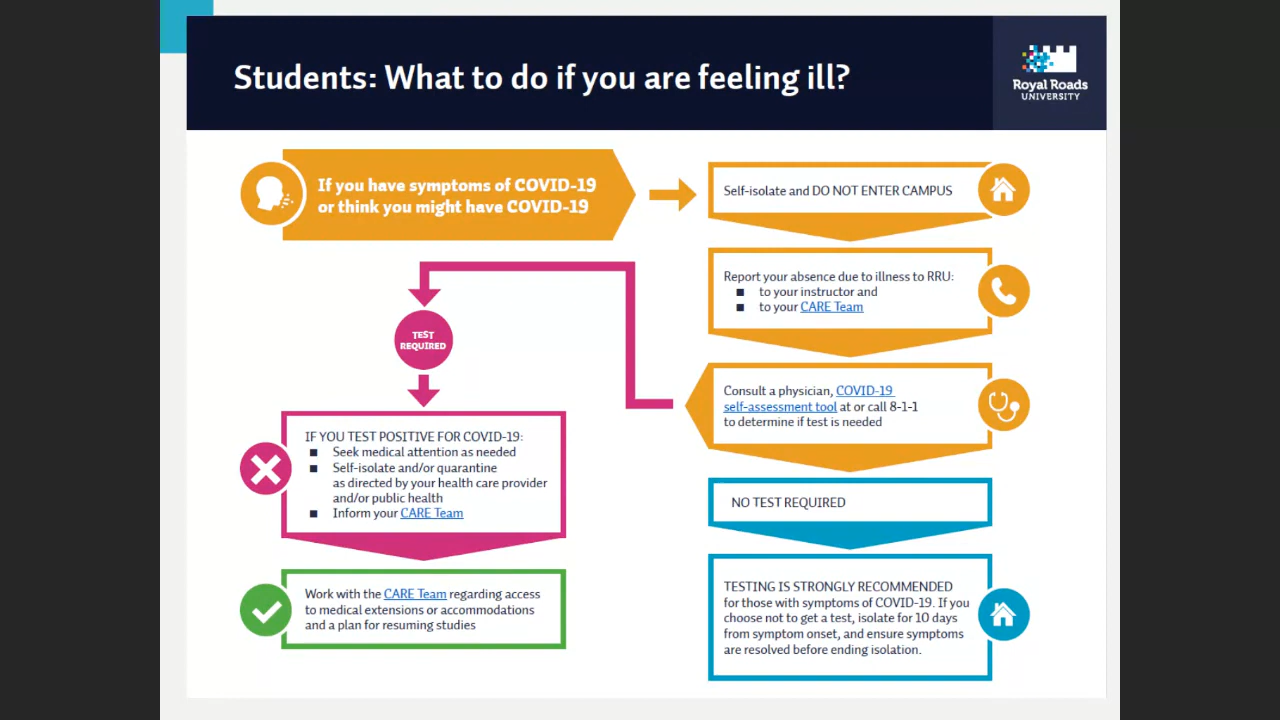 Students: What to do if you are feeling ill?
Royal Roads
UNIVERSITY
If you have symptoms of COVID-19
or think you might have COVID-19
Self-isolate and DO NOT ENTER CAMPUS
Report your absence due to illness to RRU:
■ to your instructor and
■ to your CARE Team
Consult a physician, COVID-19
self-assessment tool at or call 8-1-1
to determine if test is needed
TEST
REQUIRED
IF YOU TEST POSITIVE FOR COVID-19:
■ Seek medical attention as needed
■ Self-isolate and/or quarantine
as directed by your health care provider
and/or public health
■ Inform your CARE Team
Work with the CARE Team regarding access
to medical extensions or accommodations
and a plan for resuming studies
NO TEST REQUIRED
TESTING IS STRONGLY RECOMMENDED
for those with symptoms of COVID-19. If you
choose not to get a test, isolate for 10 days
from symptom onset, and ensure symptoms
are resolved before ending isolation.